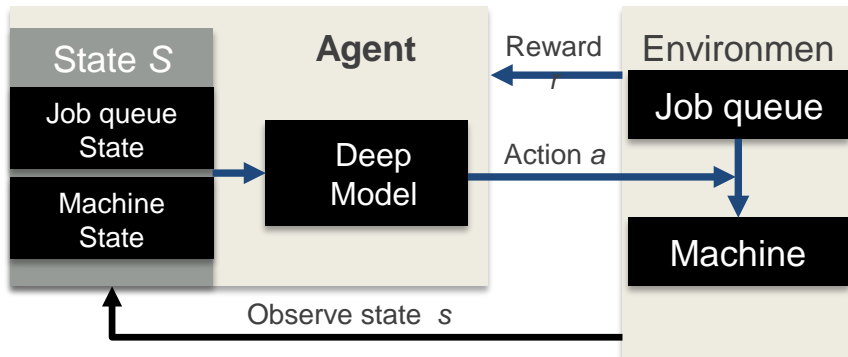 State S
Job queue
State
Machine
State
Agent
Deep
Model
Reward
r
Action a
Environmen
Job queue
Machine
Observe state s